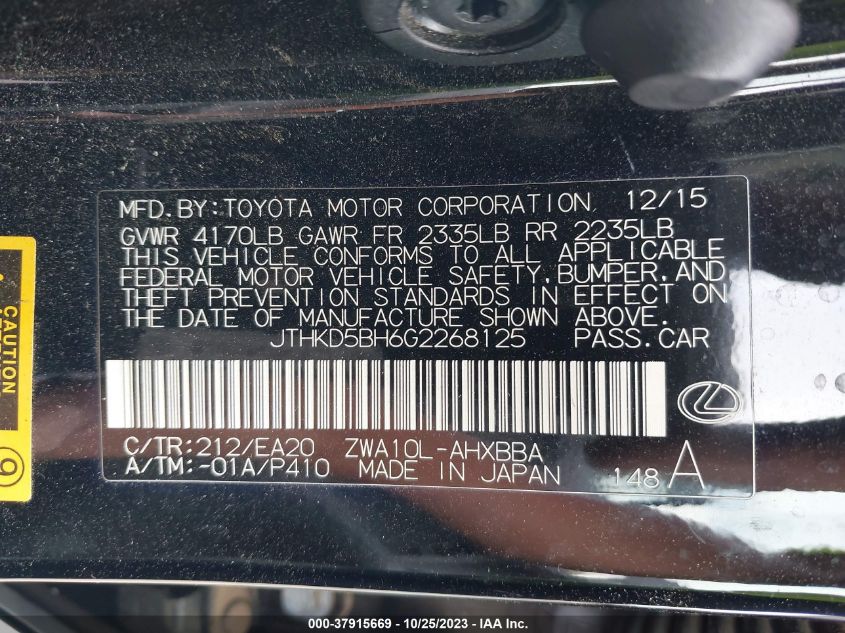 MFD.BY:TOYOTA MOTOR CORPORATION 12/15
GVWR 4170LB GAWR FR 2335LB RR 2235LB
THIS VEHICLE CONFORMS TO ALL APPLICABLE
FEDERAL MOTOR VEHICLE SAFETY,BUMPER,AND
THEFT PREVENTION STANDARDS IN EFFECT ON
THE DATE OF MANUFACTURE SHOWN ABOVE.
JTHKD5BH6G2268125 PASS.CAR
C/TR:212/EA20 ZWA10L-AHXBBA
A/TM:-01A/P410 MADE IN JAPAN 148 A
CAUTION
000-37915669 - 10/25/2023 - Copyright IAA, Inc.